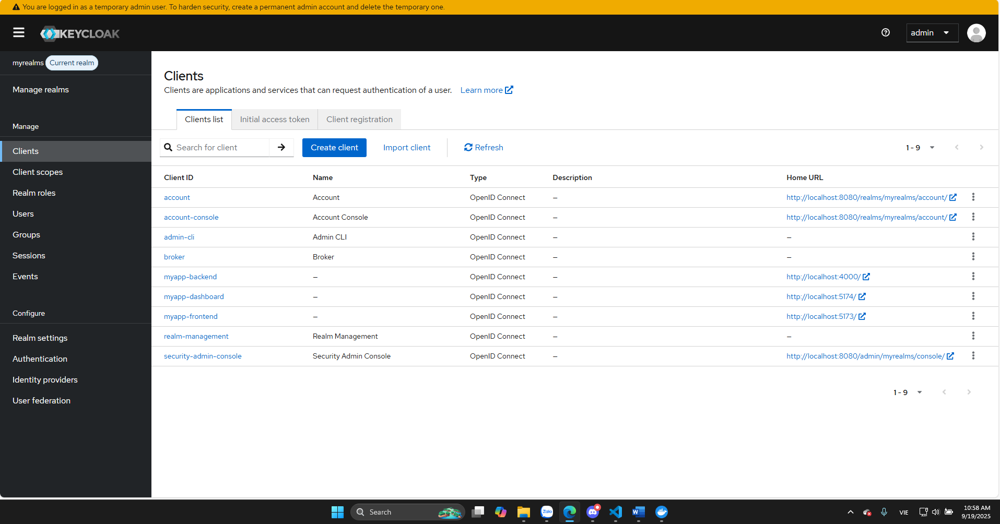 You are logged in as a temporary admin user. To harden security, create a permanent admin account and delete the temporary one.
KEYCLOAK
admin
myrealms Current realm
Manage realms
Manage
Clients
Client scopes
Realm roles
Users
Groups
Sessions
Events
Configure
Realm settings
Authentication
Identity providers
User federation
Clients
Clients are applications and services that can request authentication of a user. Learn more
Clients list Initial access token Client registration
Search for client Create client Import client Refresh 1 - 9
Client ID Name Type Description Home URL
account Account OpenID Connect – http://localhost:8080/realms/myrealms/account/
account-console Account Console OpenID Connect – http://localhost:8080/realms/myrealms/account/
admin-cli Admin CLI OpenID Connect – –
broker Broker OpenID Connect – –
myapp-backend – OpenID Connect – http://localhost:4000/
myapp-dashboard – OpenID Connect – http://localhost:5174/
myapp-frontend – OpenID Connect – http://localhost:5173/
realm-management Realm Management OpenID Connect – –
security-admin-console Security Admin Console OpenID Connect – http://localhost:8080/admin/myrealms/console/
1 - 9
Search
Zalo
VIE
10:58 AM
9/19/2025